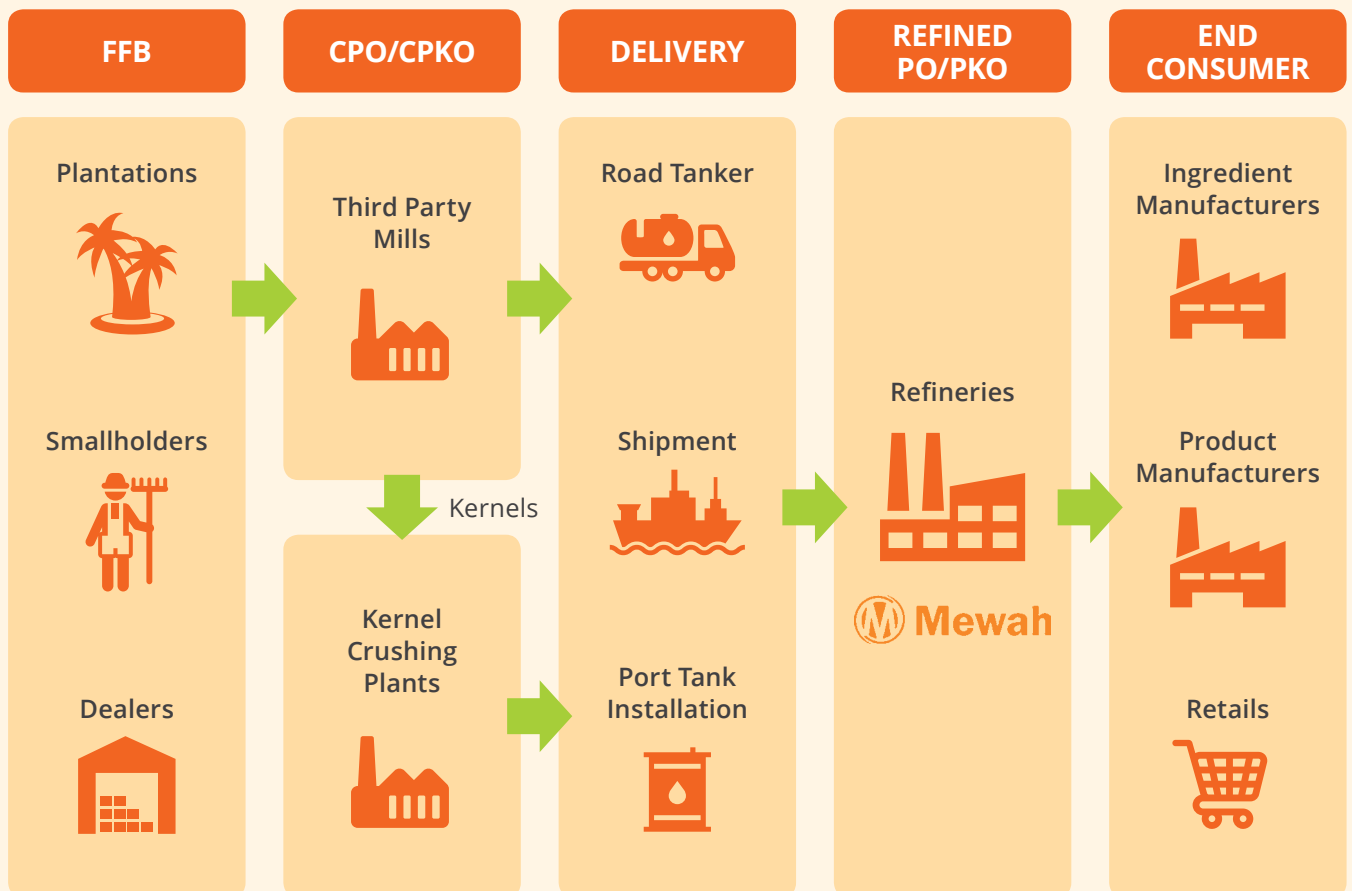 FFB
CPO/CPKO
DELIVERY
REFINED
PO/PKO
END
CONSUMER
Plantations
Smallholders
Dealers
Third Party
Mills
Kernels
Kernel
Crushing
Plants
Road Tanker
Shipment
Port Tank
Installation
Refineries
Mewah
Ingredient
Manufacturers
Product
Manufacturers
Retails